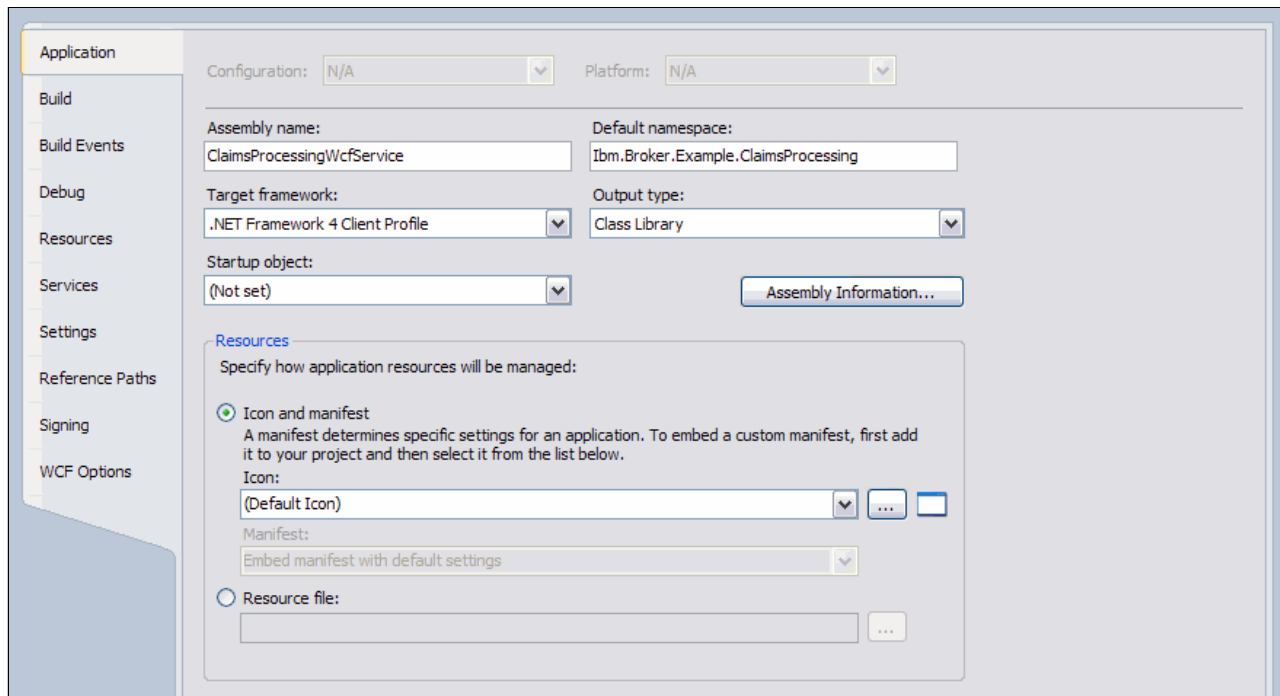 Application
Build
Build Events
Debug
Resources
Services
Settings
Reference Paths
Signing
WCF Options
Configuration: N/A Platform: N/A
Assembly name: Default namespace:
ClaimsProcessingWcfService Ibm.Broker.Example.ClaimsProcessing
Target framework: Output type:
.NET Framework 4 Client Profile Class Library
Startup object:
(Not set) Assembly Information...
Resources
Specify how application resources will be managed:
Icon and manifest
A manifest determines specific settings for an application. To embed a custom manifest, first add
it to your project and then select it from the list below.
Icon:
(Default Icon) ...
Manifest:
Embed manifest with default settings
Resource file:
...